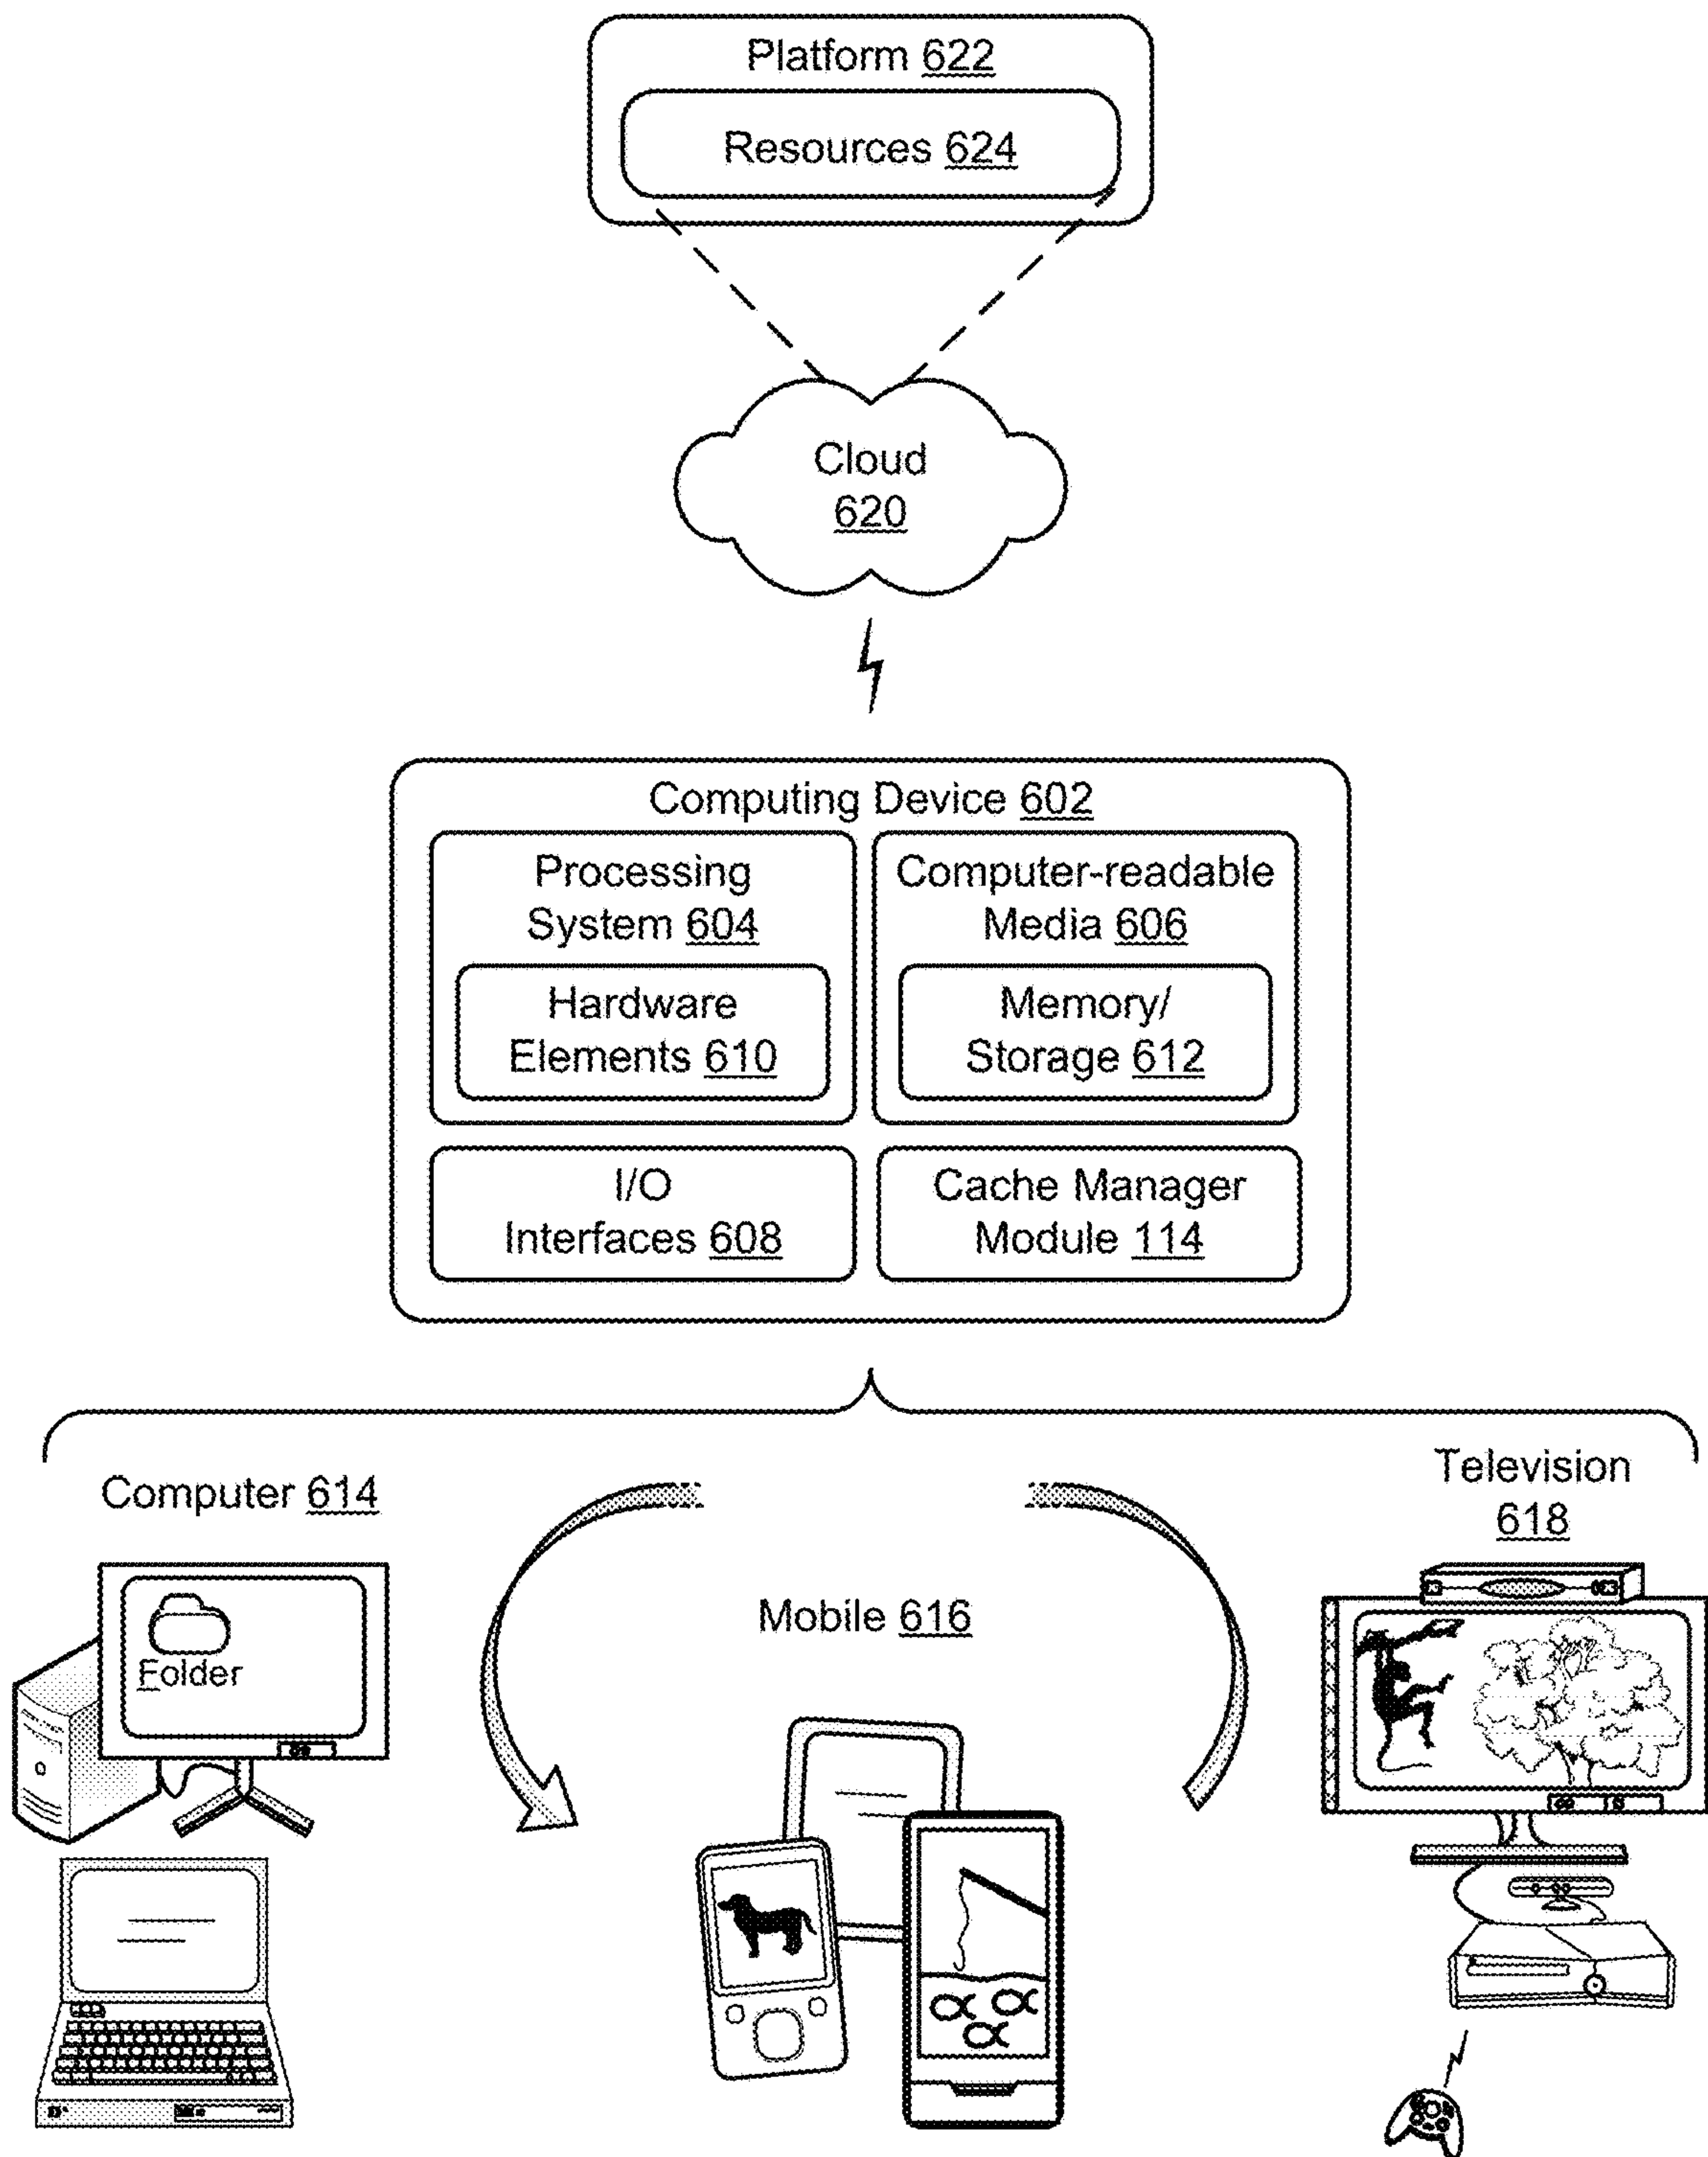 Platform 622
Resources 624
Cloud
620
Computing Device 602
Processing
System 604
Hardware
Elements 610
Computer-readable
Media 606
Memory/
Storage 612
I/O
Interfaces 608
Cache Manager
Module 114
Computer 614
Folder
Mobile 616
Television
618